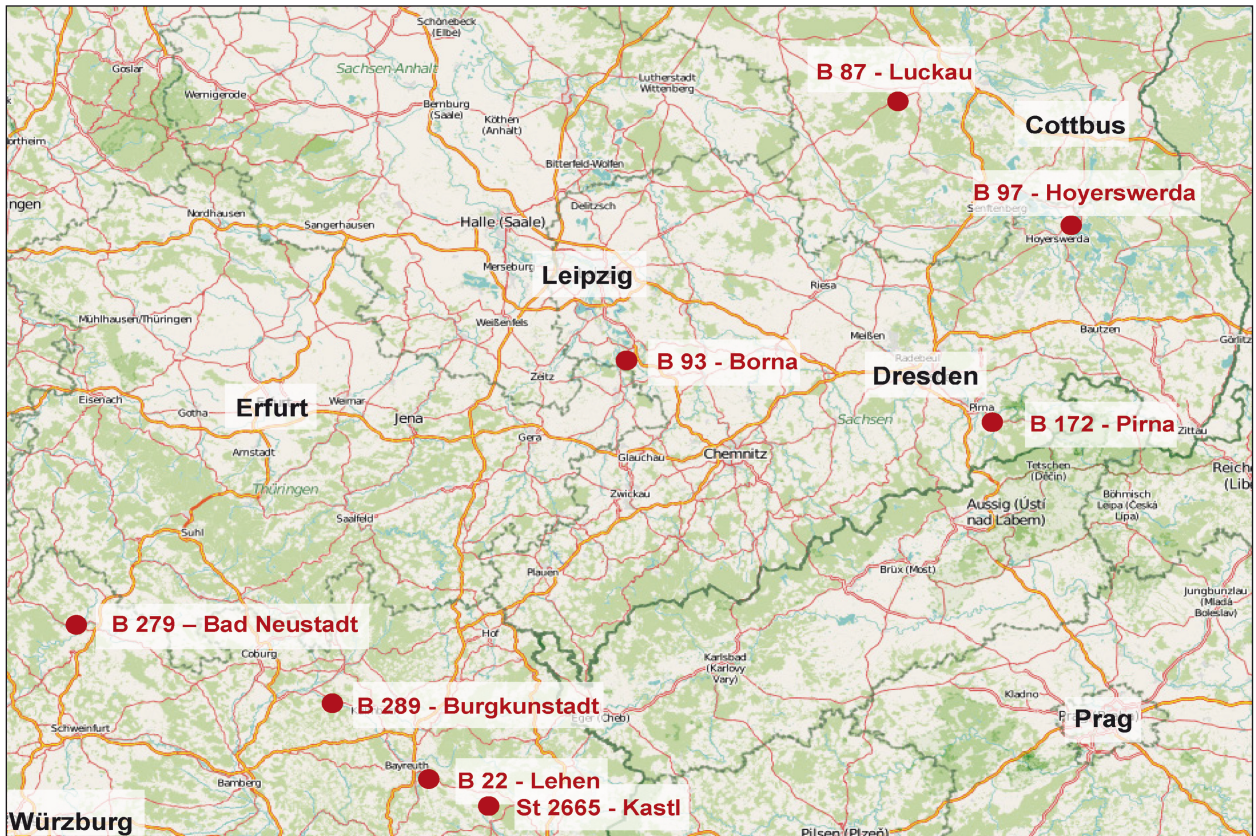 Schönebeck
(Elbe)
Goslar
Sachsen-Anhalt
B 87 - Luckau
Lutherstadt
Wittenberg
Wernigerode
Bernburg
(Saale)
Köthen
(Anhalt)
Cottbus
ortheim
Bitterfeld-Wolfen
B 97 - Hoyerswerda
ngen
Delitzsch
Senftenberg
Nordhausen
Sangerhausen
Halle (Saale)
Hoyerswerda
Merseburg
Leipzig
Riesa
Mühlhausen/Thüringen
Weißenfels
Meißen
Bautzen
Görlitz
B 93 - Borna
Radebeul
Zeitz
Dresden
Eisenach
Gotha
Erfurt
Weimar
Jena
Sachsen
Pirna
B 172 - Pirna
Zittau
Gera
Arnstadt
Glauchau
Chemnitz
Tetschen
(Děčín)
Reiche
(Libe
Thüringen
Zwickau
Aussig (Ústí
nad Labem)
Böhmisch
Leipa (Česká
Lípa)
Saalfeld
Suhl
Plauen
Brüx (Most)
Jungbunzlau
(Mladá
Boleslav)
B 279 – Bad Neustadt
Hof
Coburg
Karlsbad
(Karlovy
Vary)
Kladno
B 289 - Burgkunstadt
Eger (Cheb)
Prag
Schweinfurt
Bayreuth
B 22 - Lehen
Bamberg
St 2665 - Kastl
Würzburg
Pilsen (Plzeň)